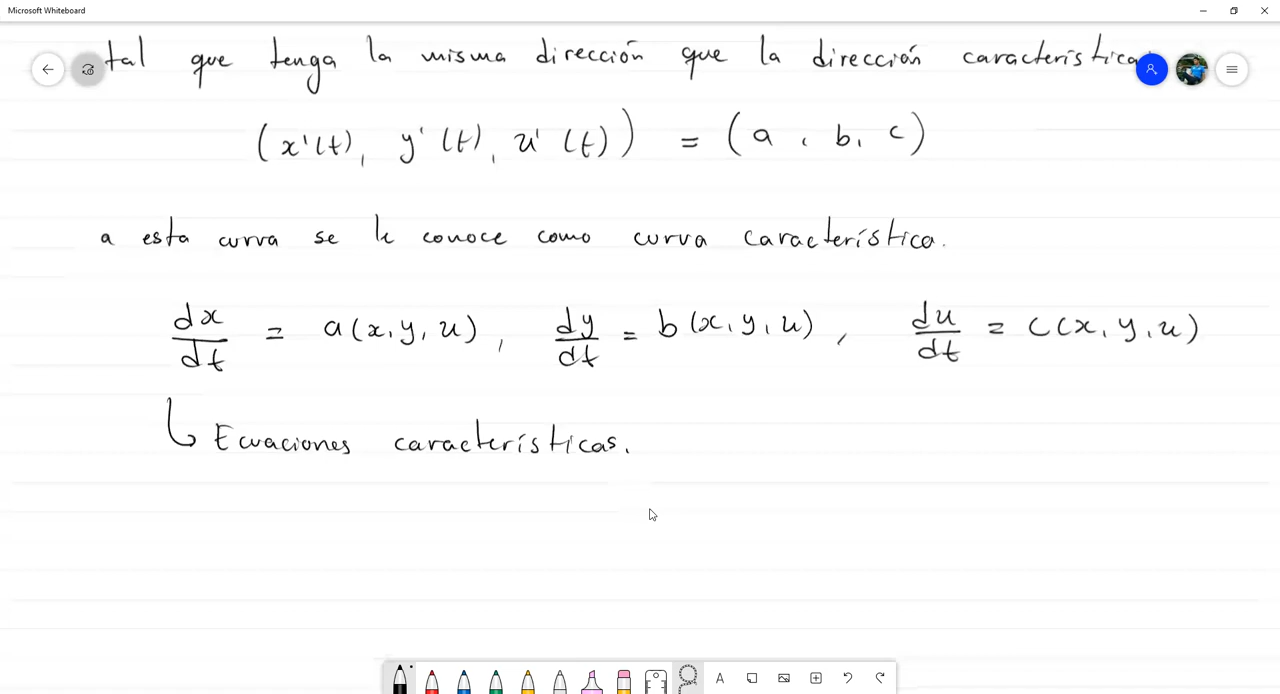 Microsoft Whiteboard
tal que tenga la misma dirección que la dirección característica
(x'(t), y'(t), u'(t)) = (a, b, c)
a esta curva se le conoce como curva característica.
dx/dt = a(x, y, u), dy/dt = b(x, y, u), du/dt = c(x, y, u)
↳ Ecuaciones características.
A